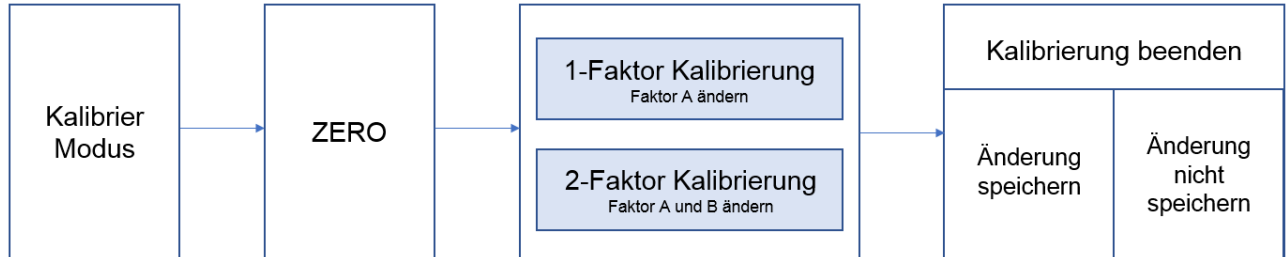 Kalibrier
Modus
ZERO
1-Faktor Kalibrierung
Faktor A ändern
2-Faktor Kalibrierung
Faktor A und B ändern
Kalibrierung beenden
Änderung
speichern
Änderung
nicht
speichern